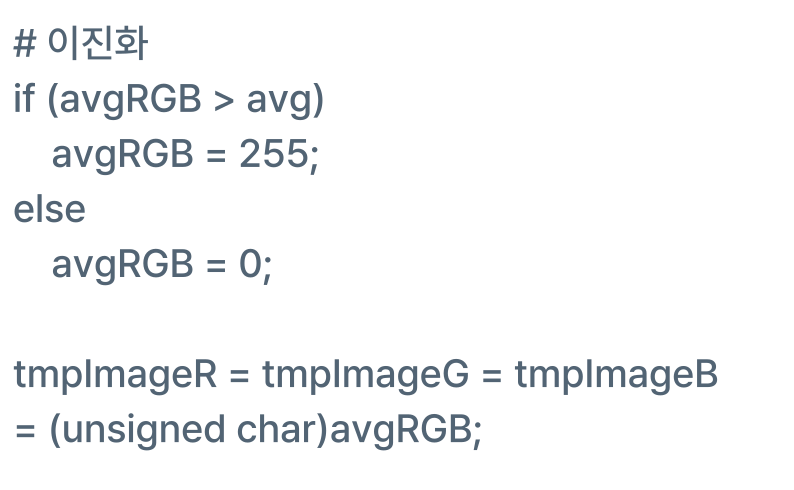 # 이진화
if (avgRGB > avg)
    avgRGB = 255;
else
    avgRGB = 0;

tmpImageR = tmpImageG = tmpImageB
= (unsigned char)avgRGB;